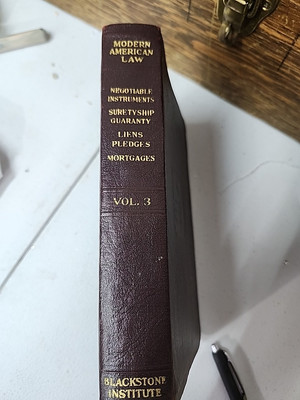 MODERN
AMERICAN
LAW
NEGOTIABLE
INSTRUMENTS
SURETYSHIP
GUARANTY
LIENS
PLEDGES
MORTGAGES
VOL. 3
BLACKSTONE
INSTITUTE